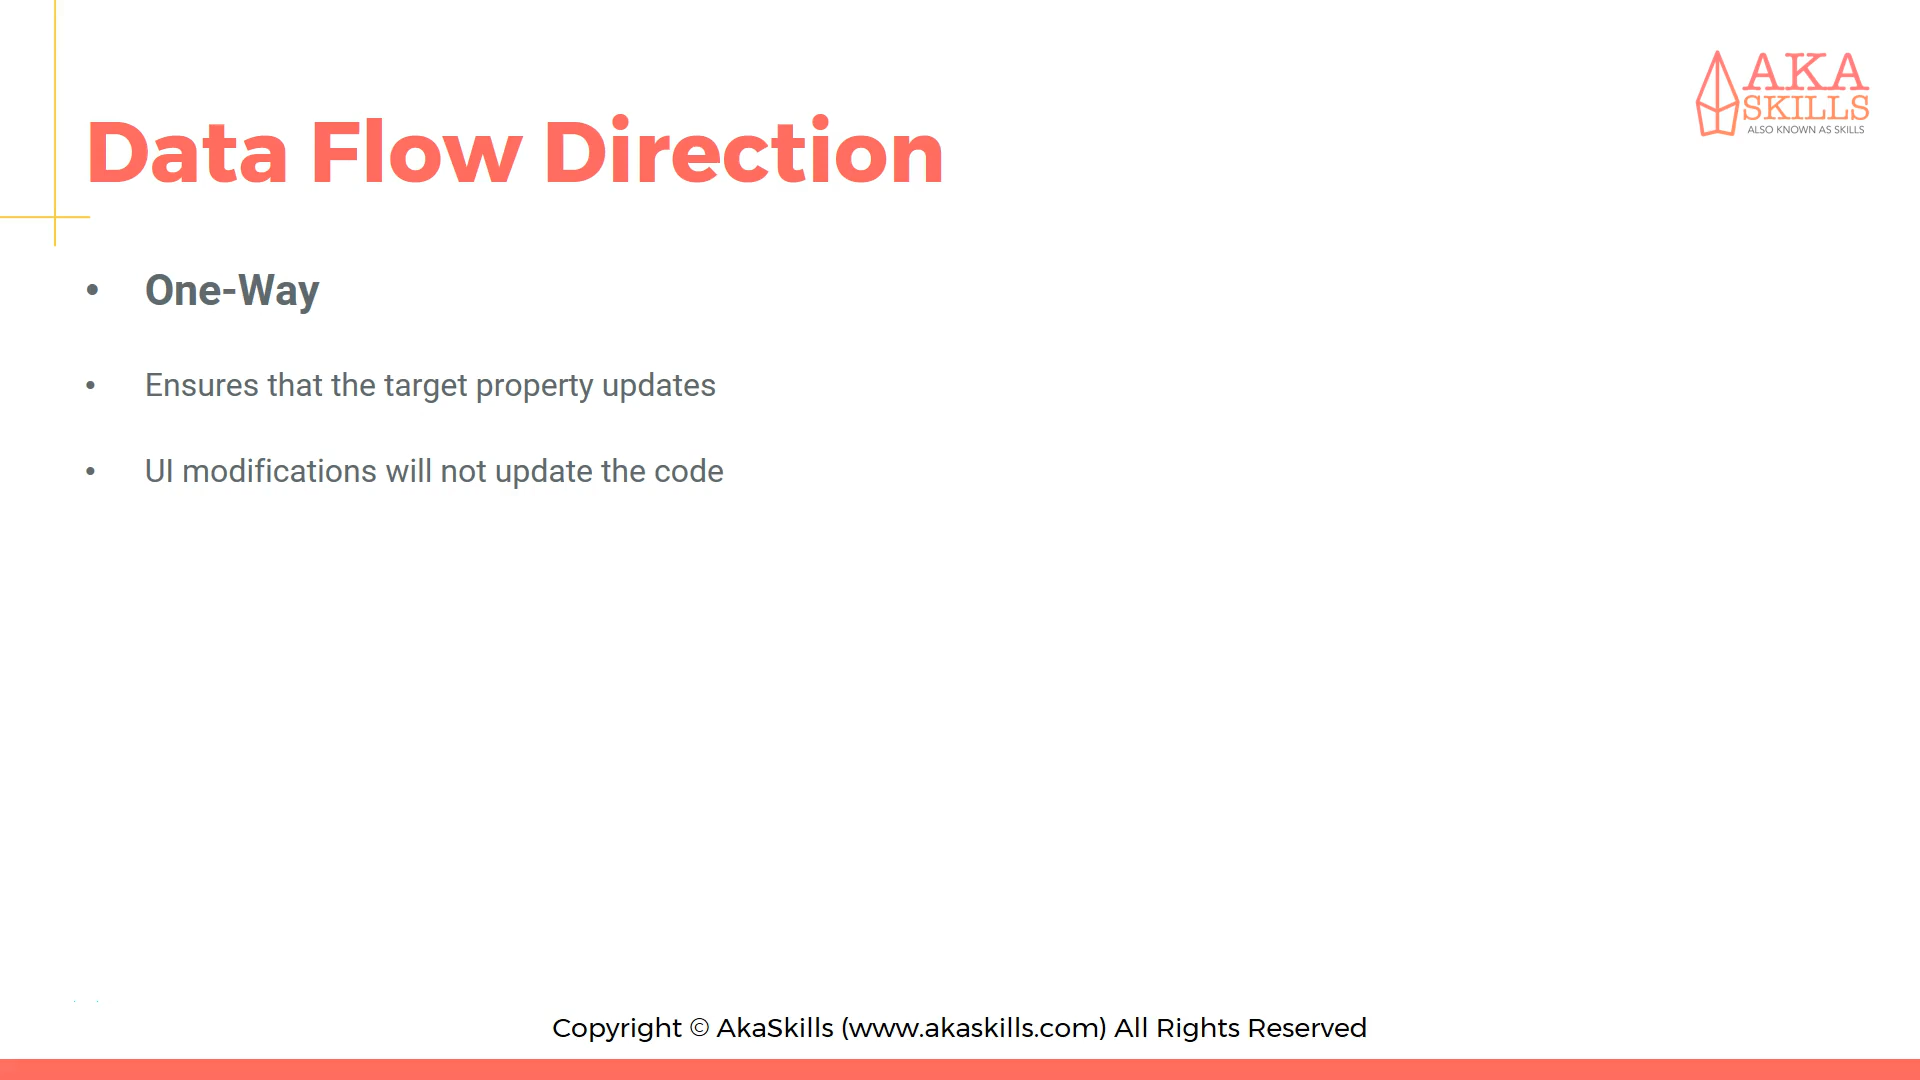 AKA
SKILLS
ALSO KNOWN AS SKILLS
Data Flow Direction
• One-Way
• Ensures that the target property updates
• UI modifications will not update the code
Copyright © AkaSkills (www.akaskills.com) All Rights Reserved